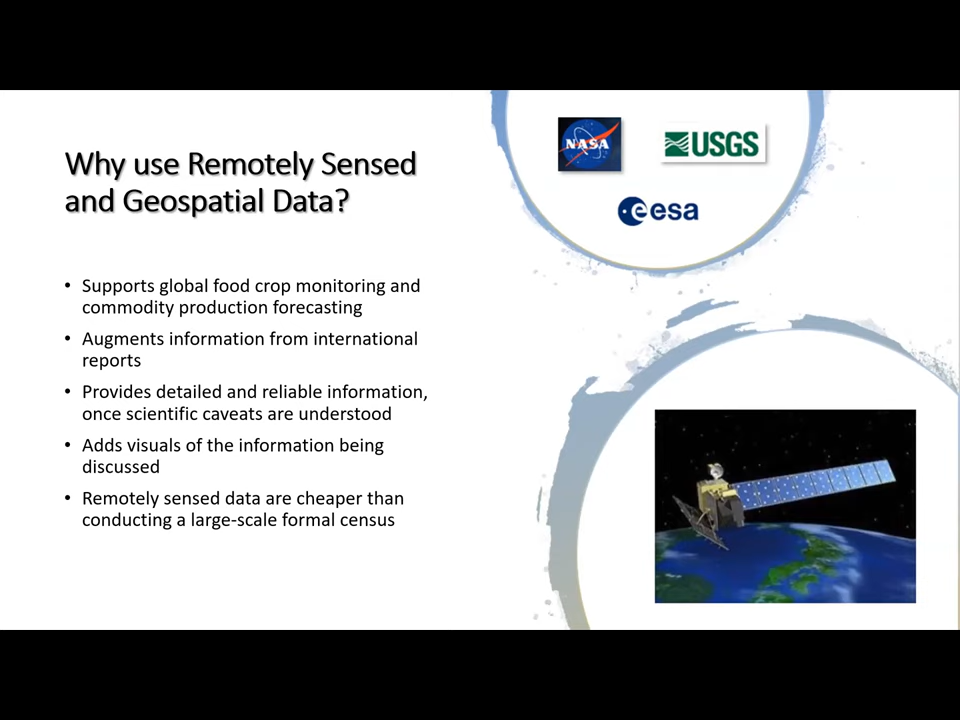 Why use Remotely Sensed
and Geospatial Data?
• Supports global food crop monitoring and
commodity production forecasting
• Augments information from international
reports
• Provides detailed and reliable information,
once scientific caveats are understood
• Adds visuals of the information being
discussed
• Remotely sensed data are cheaper than
conducting a large-scale formal census
NASA
USGS
esa